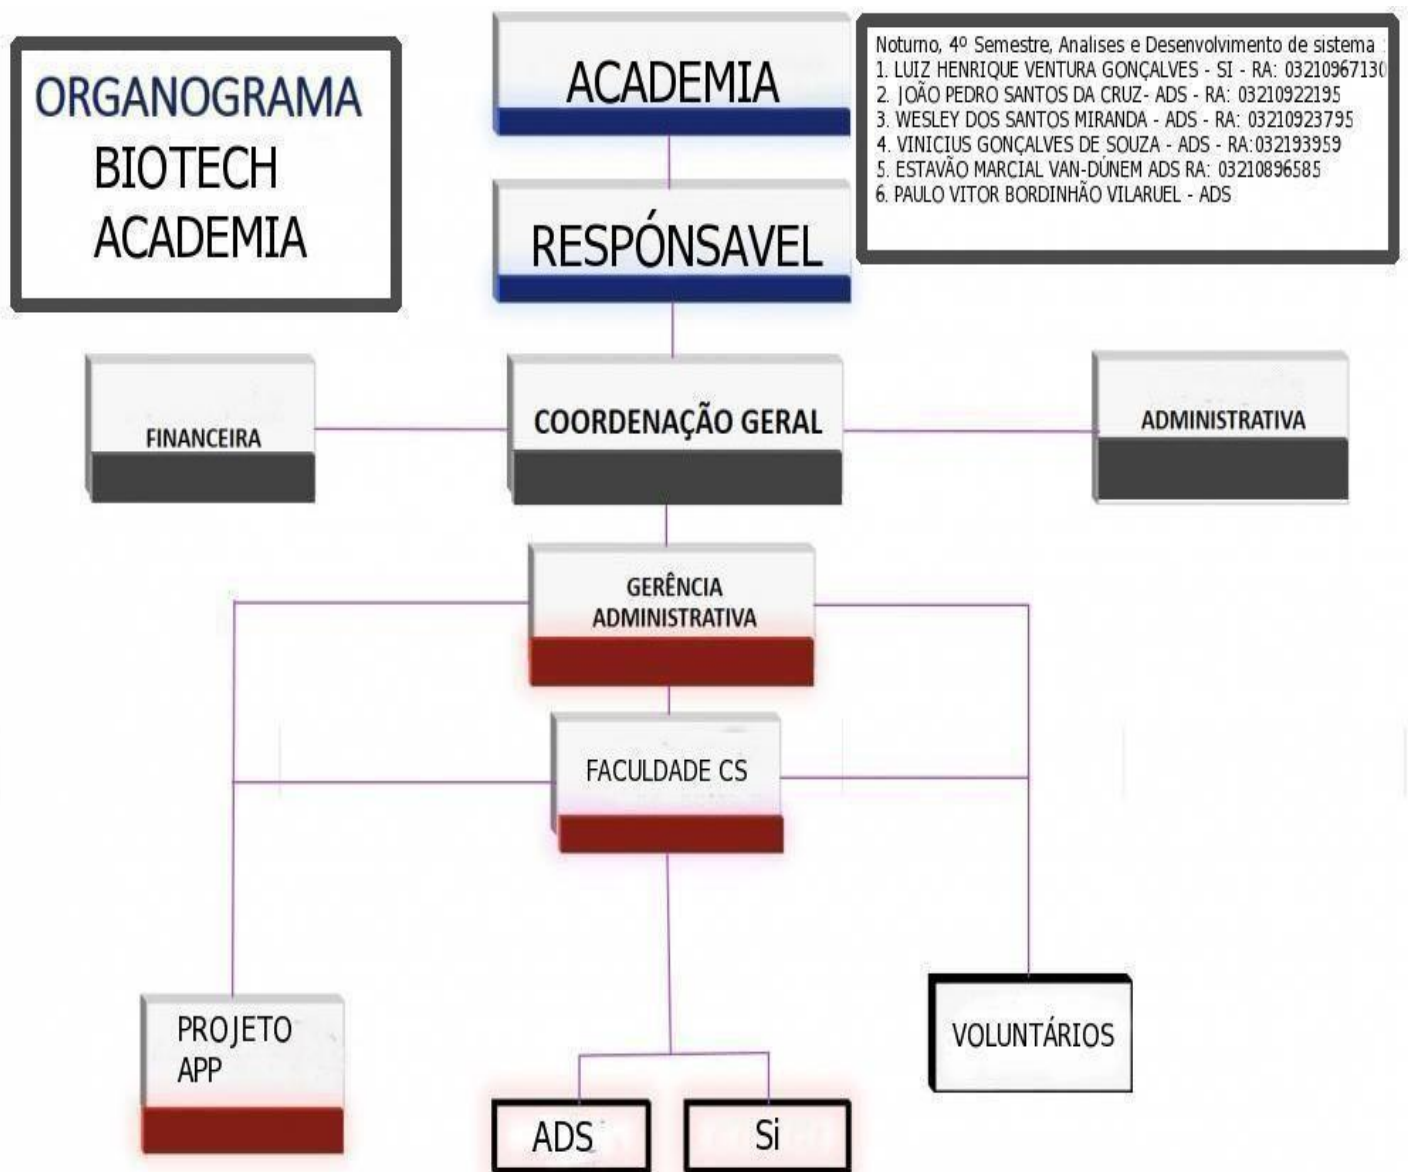 ORGANOGRAMA
BIOTECH
ACADEMIA
ACADEMIA
Noturno, 4º Semestre, Analises e Desenvolvimento de sistema :
1. LUIZ HENRIQUE VENTURA GONÇALVES - SI - RA: 03210967130
2. JOÃO PEDRO SANTOS DA CRUZ- ADS - RA: 03210922195
3. WESLEY DOS SANTOS MIRANDA - ADS - RA: 03210923795
4. VINICIUS GONÇALVES DE SOUZA - ADS - RA:032193959
5. ESTAVÃO MARCIAL VAN-DÚNEM ADS RA: 03210896585
6. PAULO VITOR BORDINHÃO VILARUEL - ADS
RESPÓNSAVEL
FINANCEIRA
COORDENAÇÃO GERAL
ADMINISTRATIVA
GERÊNCIA
ADMINISTRATIVA
FACULDADE CS
PROJETO
APP
VOLUNTÁRIOS
ADS
Si